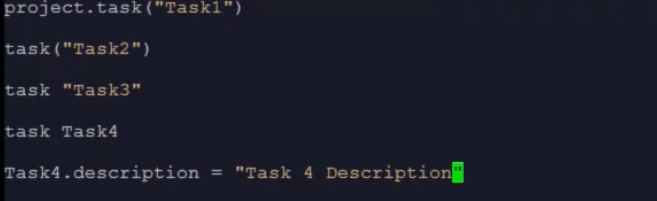 project.task("Task1")
task("Task2")
task "Task3"
task Task4
Task4.description = "Task 4 Description"